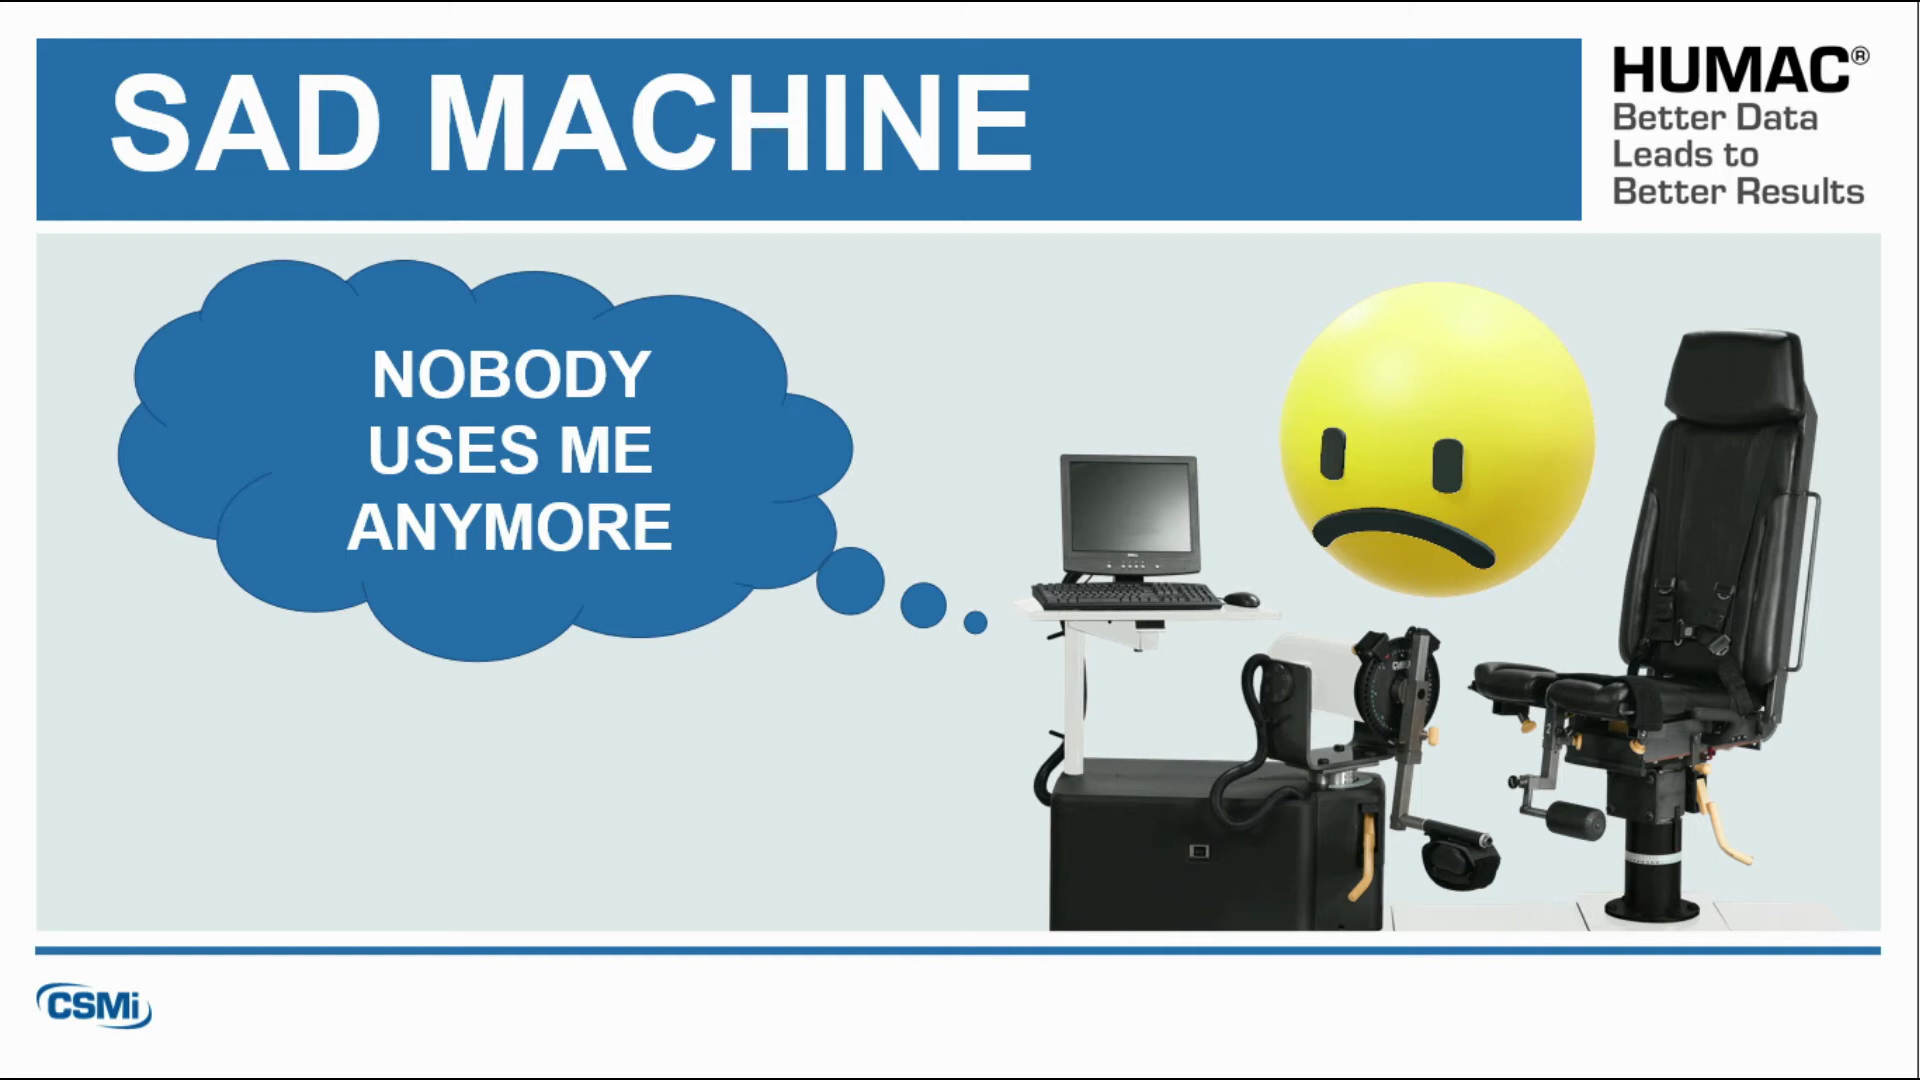 SAD MACHINE
HUMAC®
Better Data
Leads to
Better Results
NOBODY
USES ME
ANYMORE
CSMi